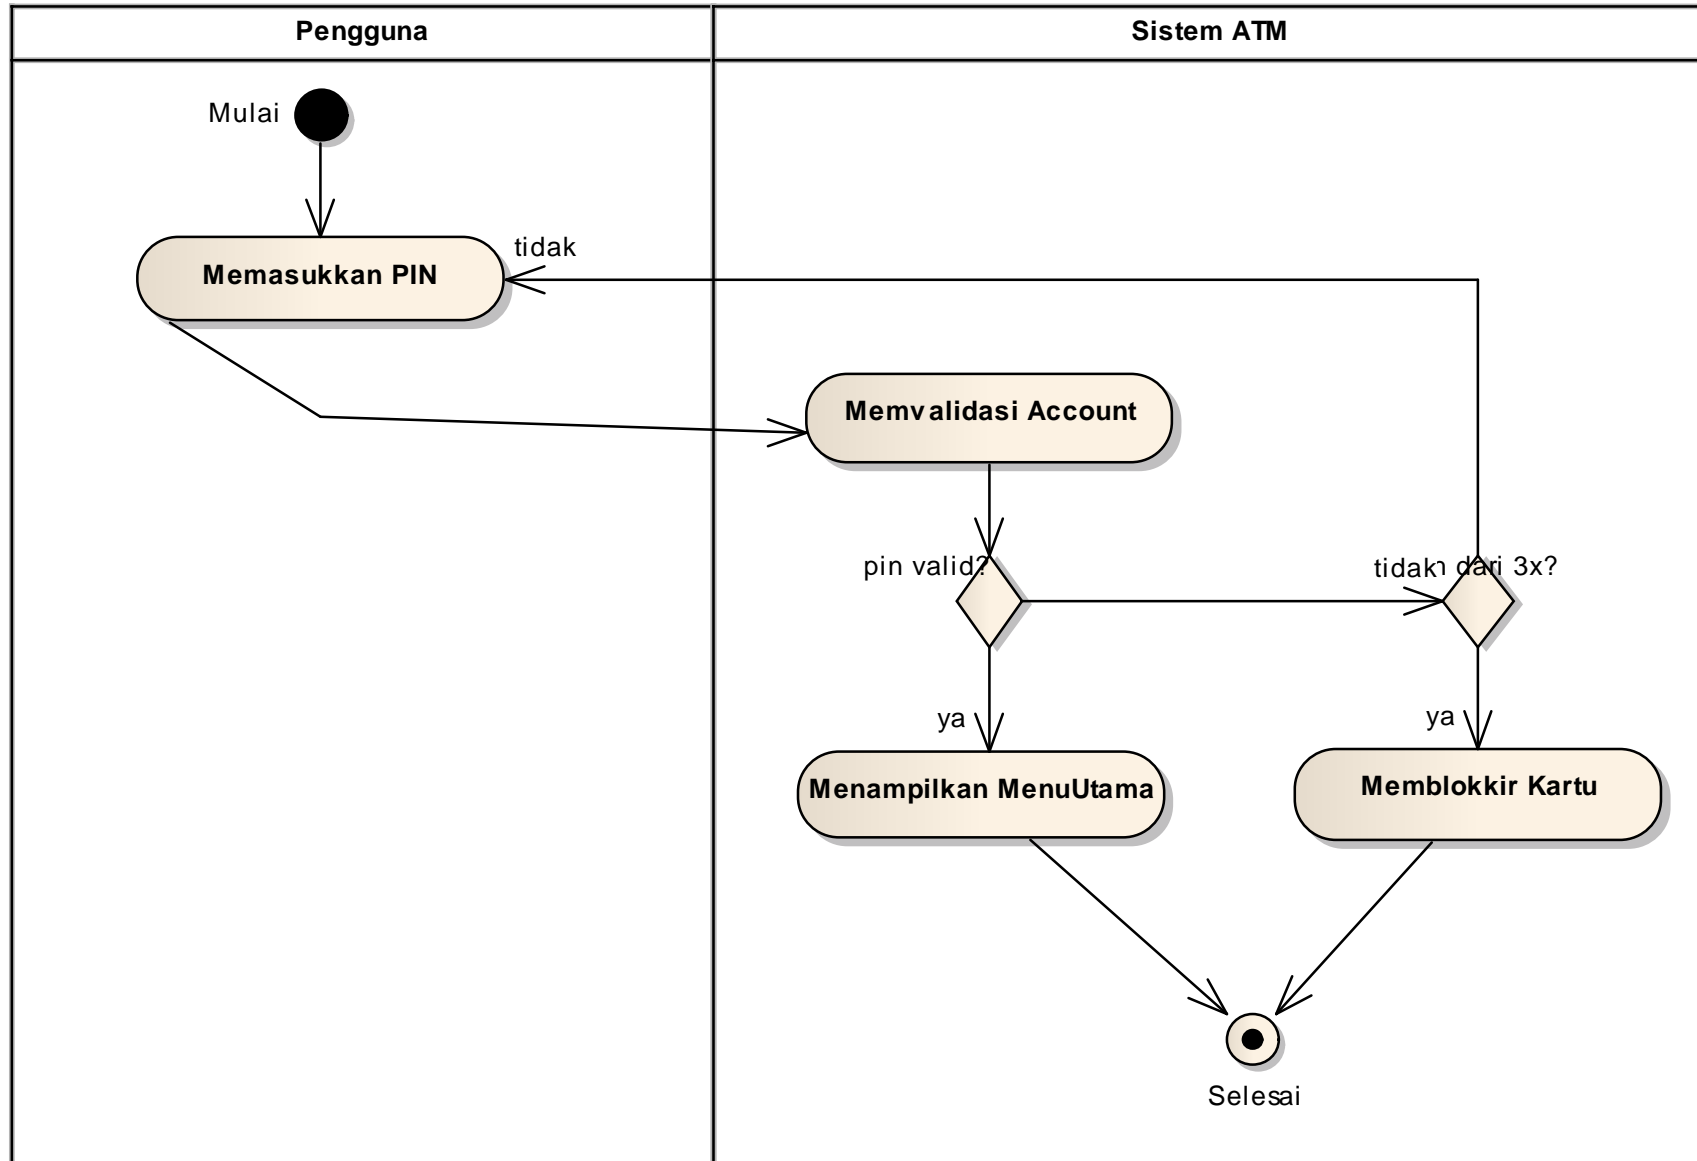 Pengguna
Sistem ATM
Mulai
tidak
Memasukkan PIN
Memvalidasi Account
pin valid?
tidak
dari 3x?
ya
ya
Menampilkan MenuUtama
Memblokkir Kartu
Selesai